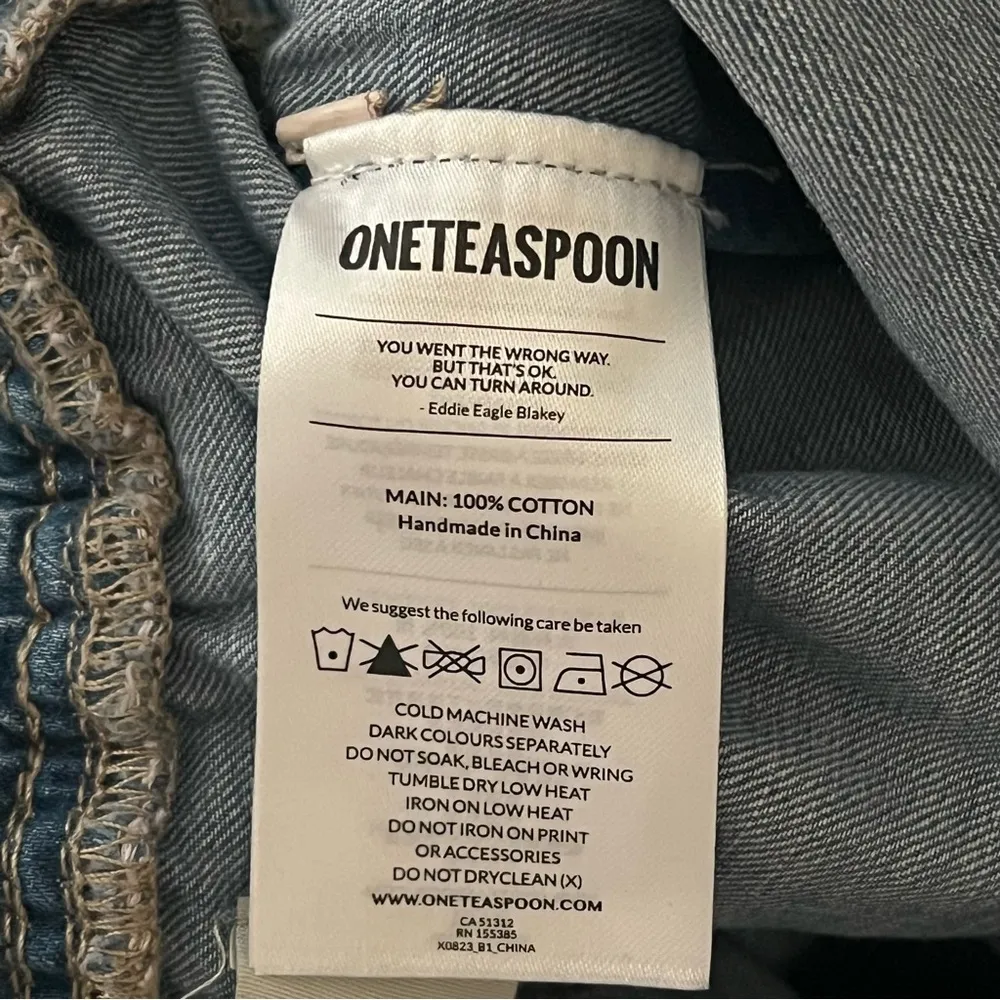 ONETEASPOON
YOU WENT THE WRONG WAY.
BUT THAT'S OK.
YOU CAN TURN AROUND.
- Eddie Eagle Blakey
MAIN: 100% COTTON
Handmade in China
We suggest the following care be taken
COLD MACHINE WASH
DARK COLOURS SEPARATELY
DO NOT SOAK, BLEACH OR WRING
TUMBLE DRY LOW HEAT
IRON ON LOW HEAT
DO NOT IRON ON PRINT
OR ACCESSORIES
DO NOT DRYCLEAN (X)
WWW.ONETEASPOON.COM
CA 51312
RN 155385
X0823_B1_CHINA